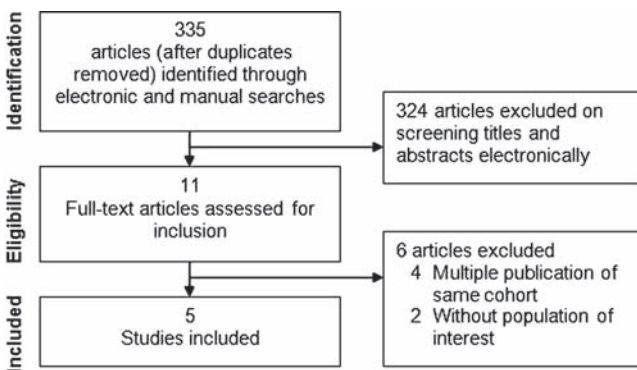 Identification
335
articles (after duplicates
removed) identified through
electronic and manual searches
324 articles excluded on
screening titles and
abstracts electronically
Eligibility
11
Full-text articles assessed for
inclusion
6 articles excluded
4 Multiple publication of
same cohort
2 Without population of
interest
Included
5
Studies included